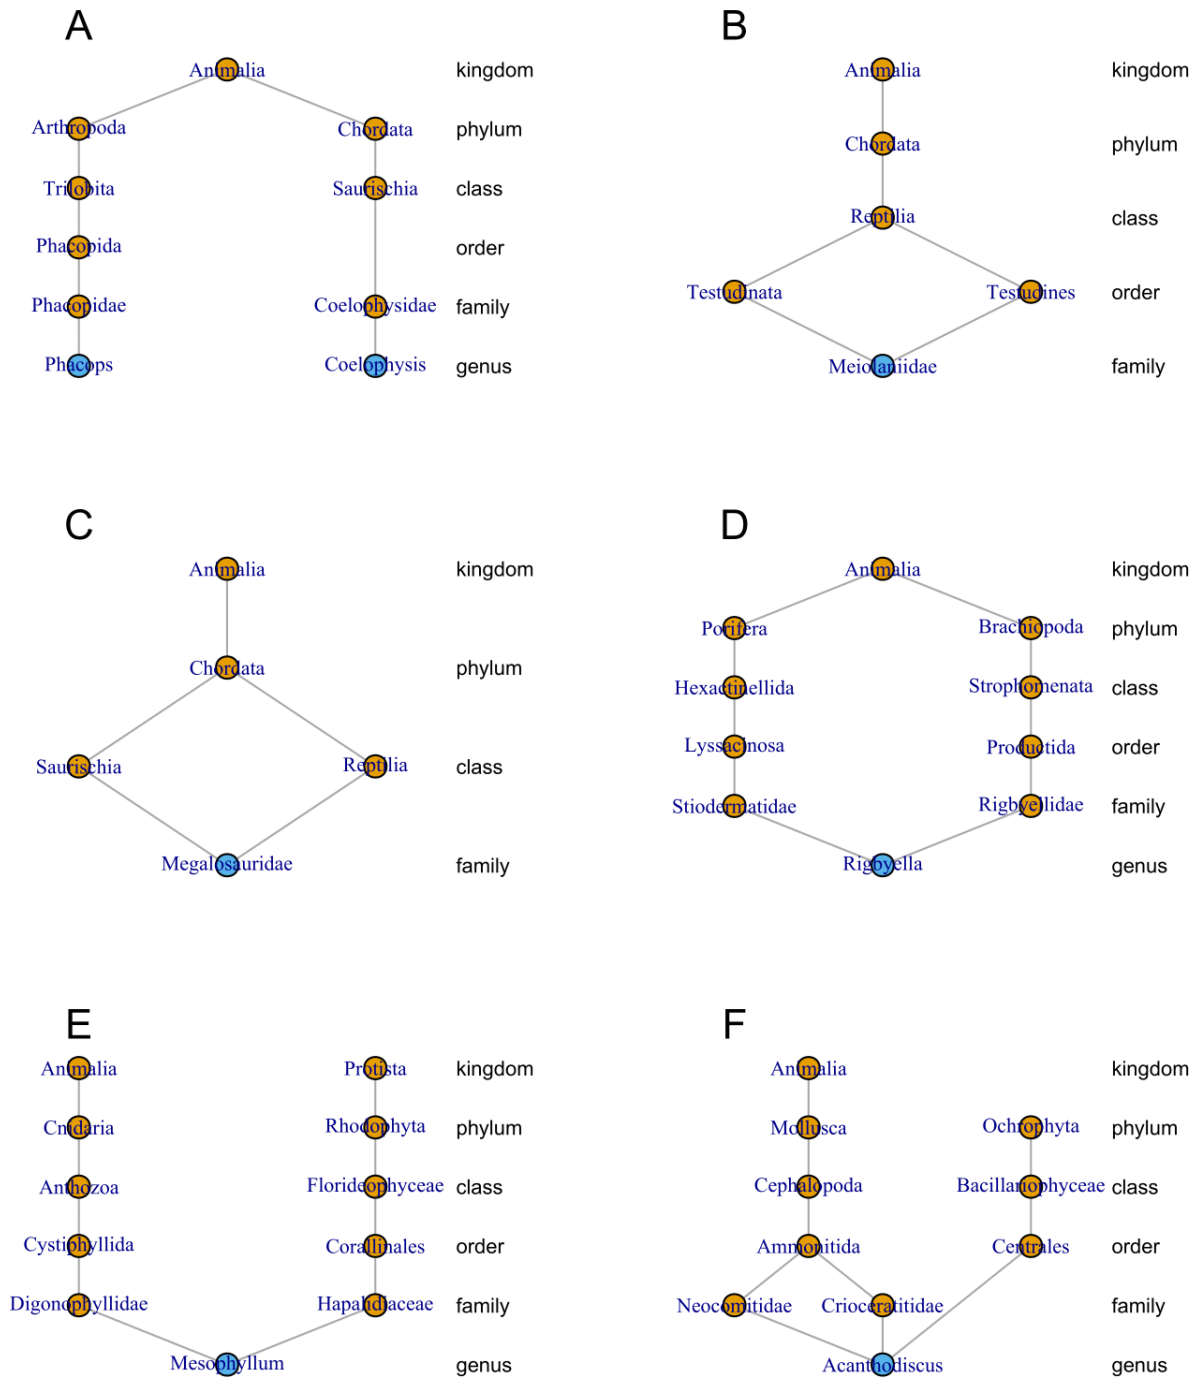 A
Animalia kingdom
Arthropoda Chordata phylum
Trilobita Saurischia class
Phacopida order
Phacopidae Coelophysidae family
Phacops Coelophysis genus
B
Animalia kingdom
Chordata phylum
Reptilia class
Testudinata Testudines order
Meiolaniidae family
C
Animalia kingdom
Chordata phylum
Saurischia Reptilia class
Megalosauridae family
D
Animalia kingdom
Porifera Brachiopoda phylum
Hexactinellida Strophomenata class
Lyssacinosa Productida order
Stiodermatidae Rigbyellidae family
Rigbyella genus
E
Animalia Protista kingdom
Cnidaria Rhodophyta phylum
Anthozoa Florideophyceae class
Cystiphyllida Corallinales order
Digonophyllidae Hapalidiaceae family
Mesophyllum genus
F
Animalia kingdom
Mollusca Ochrophyta phylum
Cephalopoda Bacillariophyceae class
Ammonitida Centrales order
Neocomitidae Crioceratitidae family
Acanthodiscus genus